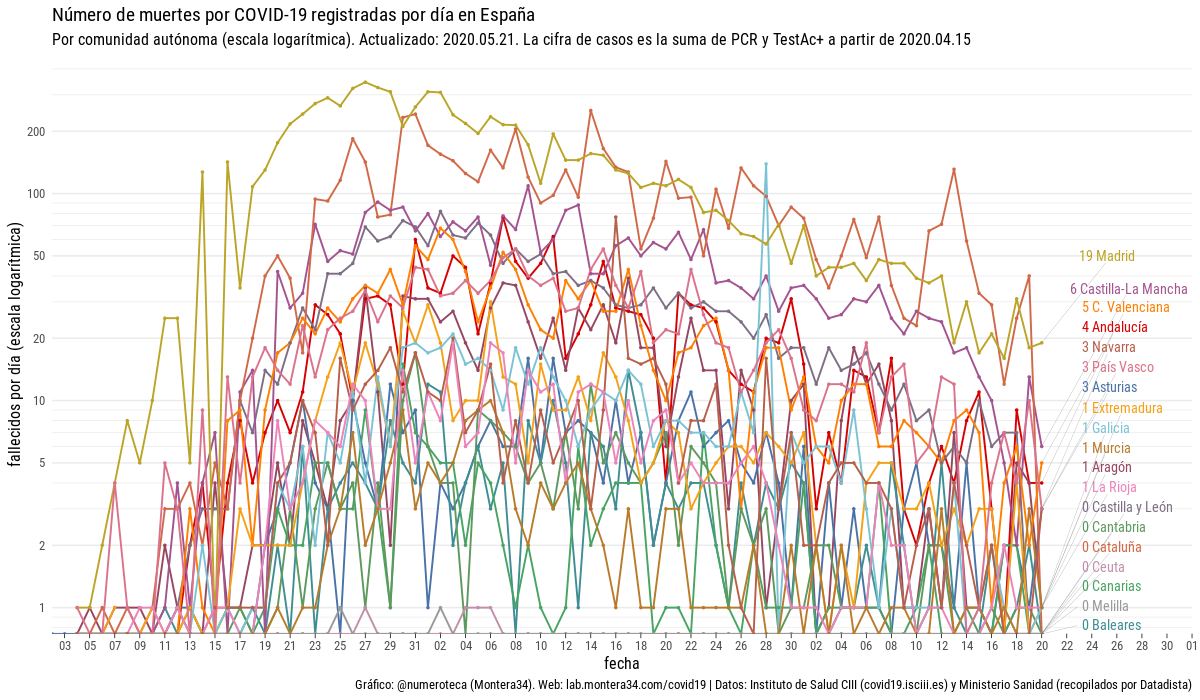 Número de muertes por COVID-19 registradas por día en España
Por comunidad autónoma (escala logarítmica). Actualizado: 2020.05.21. La cifra de casos es la suma de PCR y TestAc+ a partir de 2020.04.15
fallecidos por día (escala logarítmica)
200
100
50
20
10
5
2
1
19 Madrid
6 Castilla-La Mancha
5 C. Valenciana
4 Andalucía
3 Navarra
3 País Vasco
3 Asturias
1 Extremadura
1 Galicia
1 Murcia
1 Aragón
1 La Rioja
0 Castilla y León
0 Cantabria
0 Cataluña
0 Ceuta
0 Canarias
0 Melilla
0 Baleares
03 05 07 09 11 13 15 17 19 21 23 25 27 29 31 02 04 06 08 10 12 14 16 18 20 22 24 26 28 30 02 04 06 08 10 12 14 16 18 20 22 24 26 28 30 01
fecha
Gráfico: @numeroteca (Montera34). Web: lab.montera34.com/covid19 | Datos: Instituto de Salud CIII (covid19.isciii.es) y Ministerio Sanidad (recopilados por Datadista)